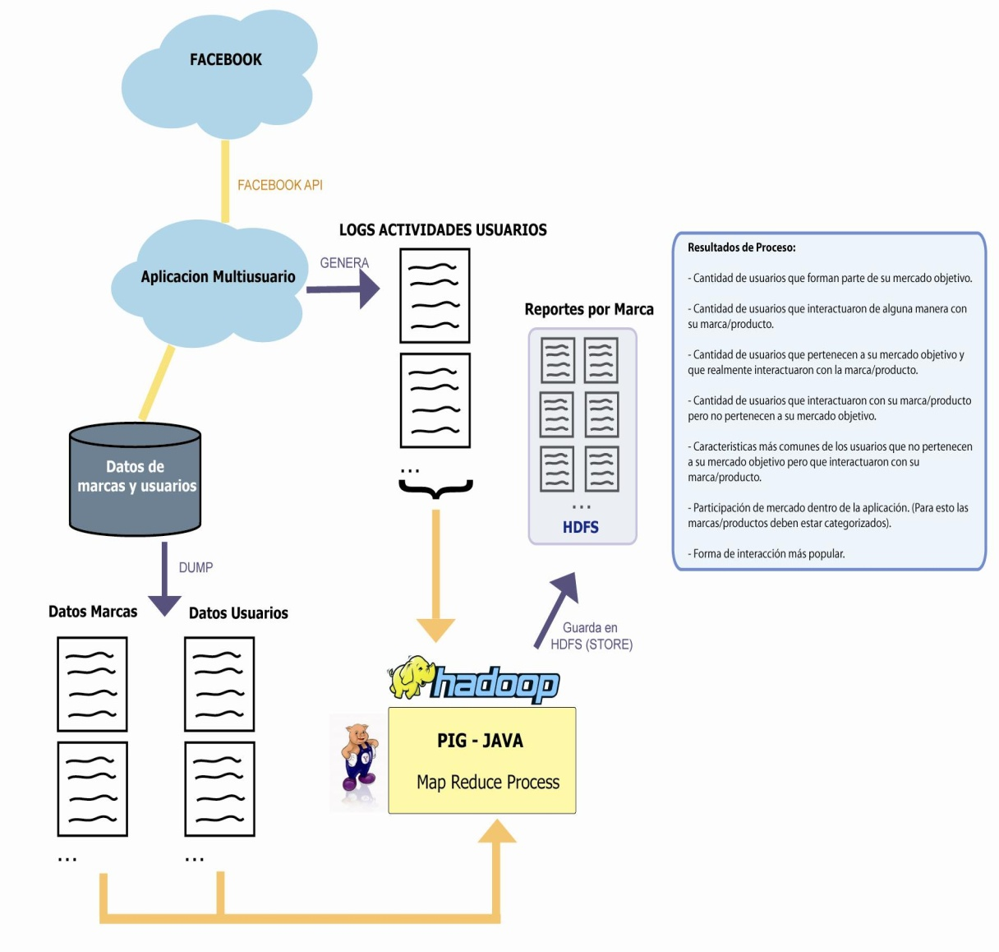 FACEBOOK
FACEBOOK API
Aplicacion Multiusuario
GENERA
LOGS ACTIVIDADES USUARIOS
...
Datos de
marcas y usuarios
DUMP
Datos Marcas
Datos Usuarios
...
...
hadoop
PIG - JAVA
Map Reduce Process
Guarda en
HDFS (STORE)
Reportes por Marca
...
HDFS
Resultados de Proceso:
- Cantidad de usuarios que forman parte de su mercado objetivo.
- Cantidad de usuarios que interactuaron de alguna manera con
su marca/producto.
- Cantidad de usuarios que pertenecen a su mercado objetivo y
que realmente interactuaron con la marca/producto.
- Cantidad de usuarios que interactuaron con su marca/producto
pero no pertenecen a su mercado objetivo.
- Caracteristicas más comunes de los usuarios que no pertenecen
a su mercado objetivo pero que interactuaron con su
marca/producto.
- Participación de mercado dentro de la aplicación. (Para esto las
marcas/productos deben estar categorizados).
- Forma de interacción más popular.